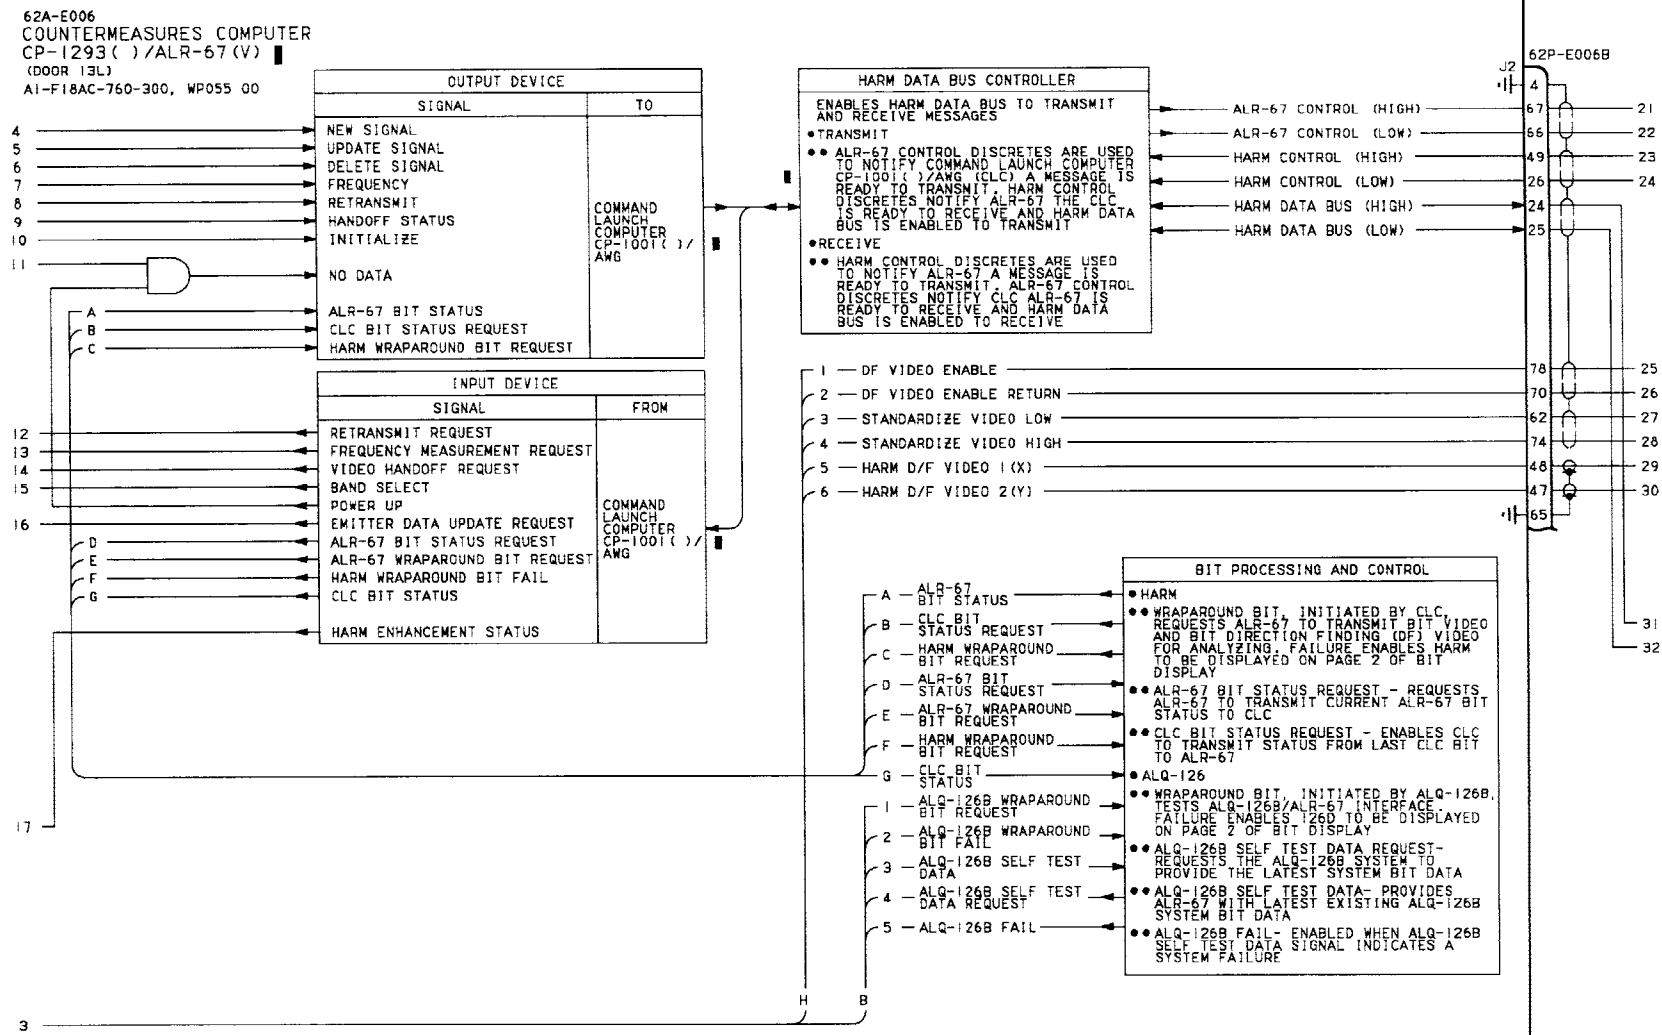 62A-E006
COUNTERMEASURES COMPUTER
CP-1293( )/ALR-67(V)
(DOOR 13L)
A1-F18AC-760-300, WP055 00
OUTPUT DEVICE
SIGNAL TO
4 NEW SIGNAL
5 UPDATE SIGNAL
6 DELETE SIGNAL
7 FREQUENCY
8 RETRANSMIT
9 HANDOFF STATUS
10 INITIALIZE
11
NO DATA
A ALR-67 BIT STATUS
B CLC BIT STATUS REQUEST
C HARM WRAPAROUND BIT REQUEST
COMMAND
LAUNCH
COMPUTER
CP-1001( )/
AWG
INPUT DEVICE
SIGNAL FROM
12 RETRANSMIT REQUEST
13 FREQUENCY MEASUREMENT REQUEST
14 VIDEO HANDOFF REQUEST
15 BAND SELECT
POWER UP
16 EMITTER DATA UPDATE REQUEST
D ALR-67 BIT STATUS REQUEST
E ALR-67 WRAPAROUND BIT REQUEST
F HARM WRAPAROUND BIT FAIL
G CLC BIT STATUS
HARM ENHANCEMENT STATUS
COMMAND
LAUNCH
COMPUTER
CP-1001( )/
AWG
17
3
HARM DATA BUS CONTROLLER
ENABLES HARM DATA BUS TO TRANSMIT
AND RECEIVE MESSAGES
●TRANSMIT
●● ALR-67 CONTROL DISCRETES ARE USED
TO NOTIFY COMMAND LAUNCH COMPUTER
CP-1001( )/AWG (CLC) A MESSAGE IS
READY TO TRANSMIT. HARM CONTROL
DISCRETES NOTIFY ALR-67 THE CLC
IS READY TO RECEIVE AND HARM DATA
BUS IS ENABLED TO TRANSMIT
●RECEIVE
●● HARM CONTROL DISCRETES ARE USED
TO NOTIFY ALR-67 A MESSAGE IS
READY TO TRANSMIT. ALR-67 CONTROL
DISCRETES NOTIFY CLC ALR-67 IS
READY TO RECEIVE AND HARM DATA
BUS IS ENABLED TO RECEIVE
62P-E006B
J2
4
ALR-67 CONTROL (HIGH) 67 21
ALR-67 CONTROL (LOW) 66 22
HARM CONTROL (HIGH) 49 23
HARM CONTROL (LOW) 26 24
HARM DATA BUS (HIGH) 24
HARM DATA BUS (LOW) 25
1 DF VIDEO ENABLE 78 25
2 DF VIDEO ENABLE RETURN 70 26
3 STANDARDIZE VIDEO LOW 62 27
4 STANDARDIZE VIDEO HIGH 74 28
5 HARM D/F VIDEO 1(X) 48 29
6 HARM D/F VIDEO 2(Y) 47 30
65
31
32
A ALR-67
BIT STATUS
B CLC BIT
STATUS REQUEST
C HARM WRAPAROUND
BIT REQUEST
D ALR-67 BIT
STATUS REQUEST
E ALR-67 WRAPAROUND
BIT REQUEST
F HARM WRAPAROUND
BIT REQUEST
G CLC BIT
STATUS
1 ALQ-126B WRAPAROUND
BIT REQUEST
2 ALQ-126B WRAPAROUND
BIT FAIL
3 ALQ-126B SELF TEST
DATA
4 ALQ-126B SELF TEST
DATA REQUEST
5 ALQ-126B FAIL
H B
BIT PROCESSING AND CONTROL
●HARM
●●WRAPAROUND BIT, INITIATED BY CLC,
REQUESTS ALR-67 TO TRANSMIT BIT VIDEO
AND BIT DIRECTION FINDING (DF) VIDEO
FOR ANALYZING. FAILURE ENABLES HARM
TO BE DISPLAYED ON PAGE 2 OF BIT
DISPLAY
●●ALR-67 BIT STATUS REQUEST - REQUESTS
ALR-67 TO TRANSMIT CURRENT ALR-67 BIT
STATUS TO CLC
●●CLC BIT STATUS REQUEST - ENABLES CLC
TO TRANSMIT STATUS FROM LAST CLC BIT
TO ALR-67
●ALQ-126
●●WRAPAROUND BIT, INITIATED BY ALQ-126B,
TESTS ALQ-126B/ALR-67 INTERFACE.
FAILURE ENABLES 126D TO BE DISPLAYED
ON PAGE 2 OF BIT DISPLAY
●●ALQ-126B SELF TEST DATA REQUEST-
REQUESTS THE ALQ-126B SYSTEM TO
PROVIDE THE LATEST SYSTEM BIT DATA
●●ALQ-126B SELF TEST DATA- PROVIDES
ALR-67 WITH LATEST EXISTING ALQ-126B
SYSTEM BIT DATA
●●ALQ-126B FAIL- ENABLED WHEN ALQ-126B
SELF TEST DATA SIGNAL INDICATES A
SYSTEM FAILURE